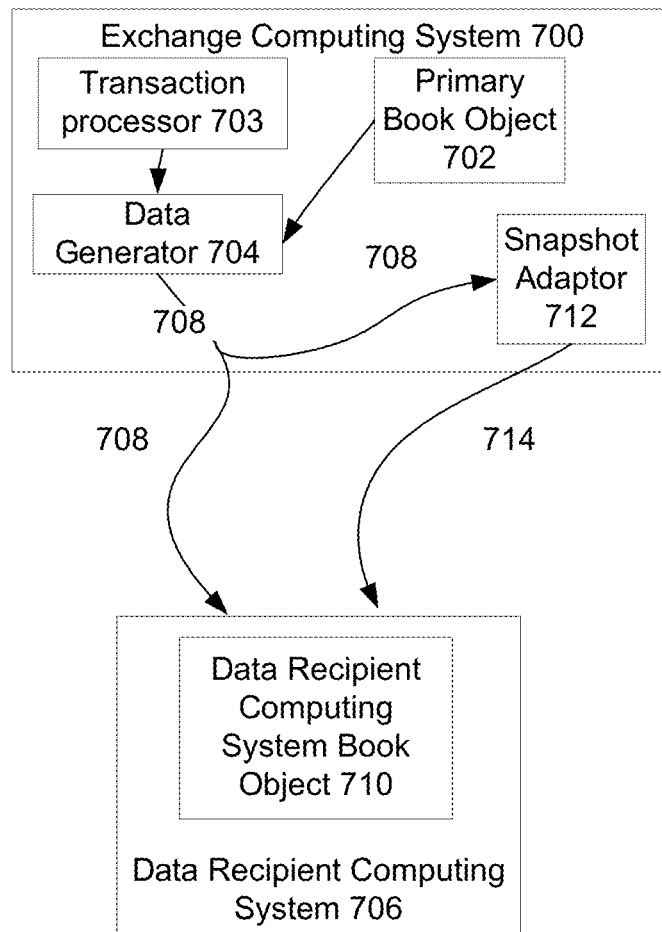 Exchange Computing System 700
Transaction
processor 703
Primary
Book Object
702
Data
Generator 704
708
708
Snapshot
Adaptor
712
708
714
Data Recipient
Computing
System Book
Object 710
Data Recipient Computing
System 706